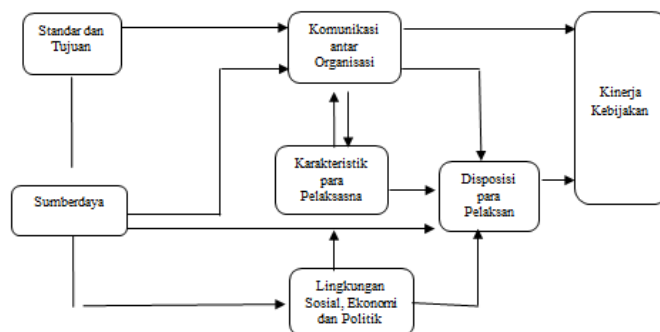 Standar dan
Tujuan
Komunikasi
antar
Organisasi
Kinerja
Kebijakan
Karakteristik
para
Pelaksasna
Disposisi
para
Pelaksan
Sumberdaya
Lingkungan
Sosial, Ekonomi
dan Politik